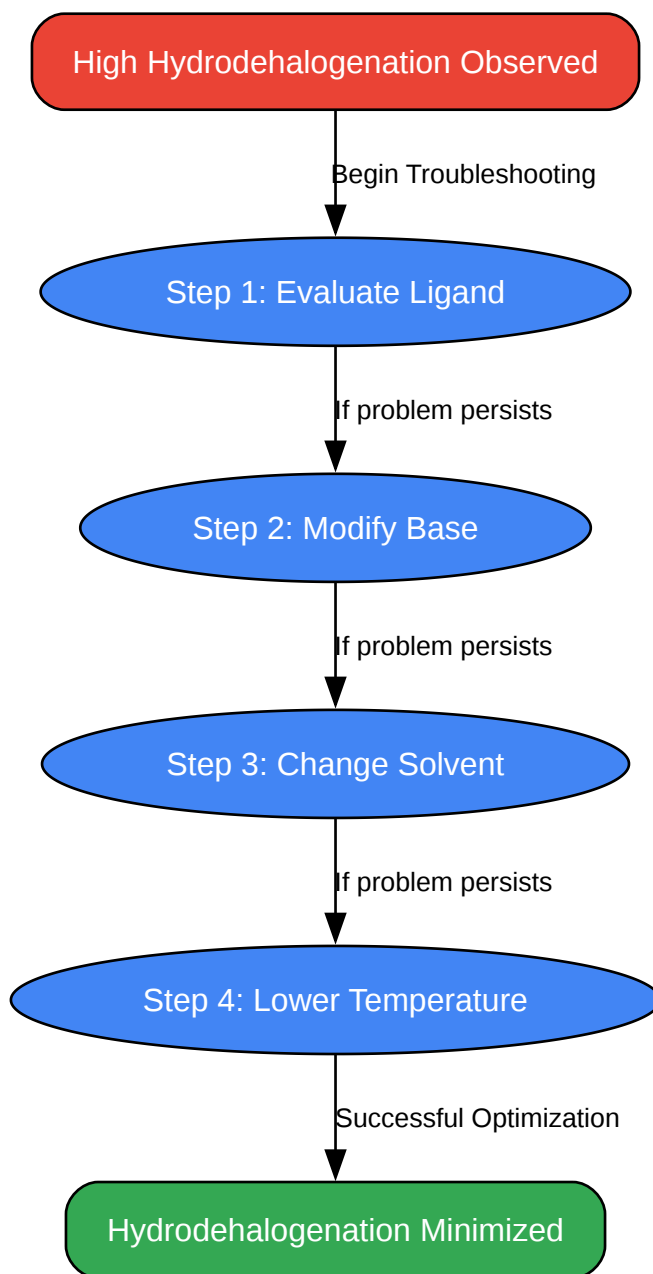 High Hydrodehalogenation Observed
Begin Troubleshooting
Step 1: Evaluate Ligand
If problem persists
Step 2: Modify Base
If problem persists
Step 3: Change Solvent
If problem persists
Step 4: Lower Temperature
Successful Optimization
Hydrodehalogenation Minimized